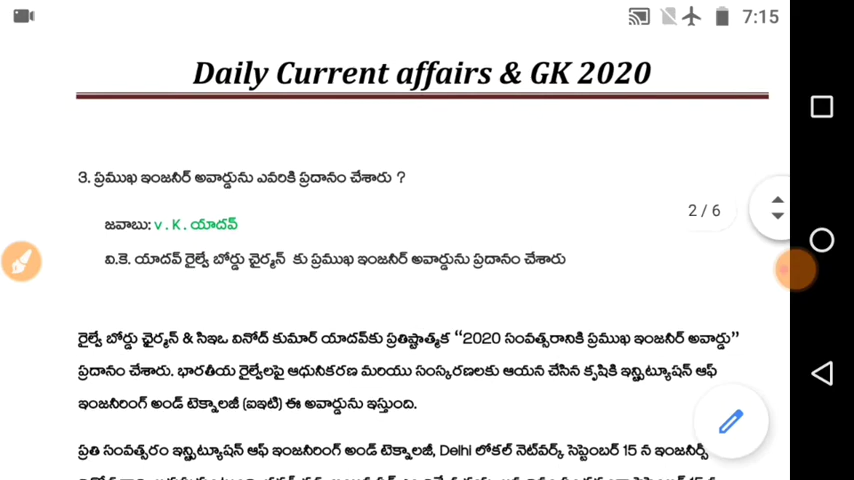 7:15
Daily Current affairs & GK 2020
3. ప్రముఖ ఇంజనీర్ అవార్డును ఎవరికి ప్రదానం చేశారు ?
జవాబు: v . K . యాదవ్
వి.కె. యాదవ్ రైల్వే బోర్డు చైర్మన్ కు ప్రముఖ ఇంజనీర్ అవార్డును ప్రదానం చేశారు
2 / 6
రైల్వే బోర్డు ఛైర్మన్ & సిఇఒ వినోద్ కుమార్ యాదవ్‌కు ప్రతిష్టాత్మక “2020 సంవత్సరానికి ప్రముఖ ఇంజనీర్ అవార్డు”
ప్రదానం చేశారు. భారతీయ రైల్వేలపై ఆధునికరణ మరియు సంస్కరణలకు ఆయన చేసిన కృషికి ఇన్స్టిట్యూషన్ ఆఫ్
ఇంజనీరింగ్ అండ్ టెక్నాలజీ (ఐఇటి) ఈ అవార్డును ఇస్తుంది.
ప్రతి సంవత్సరం ఇన్స్టిట్యూషన్ ఆఫ్ ఇంజనీరింగ్ అండ్ టెక్నాలజీ, Delhi లోకల్ నెట్‌వర్క్ సెప్టెంబర్ 15 న ఇంజనీర్స్